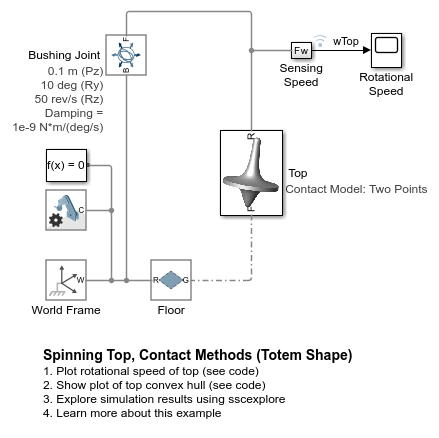 F
Bushing Joint
B
0.1 m (Pz)
10 deg (Ry)
50 rev/s (Rz)
Damping =
1e-9 N*m/(deg/s)
Fw
wTop
Sensing
Speed
Rotational
Speed
f(x) = 0
C
R
Top
Contact Model: Two Points
F
W
World Frame
R
G
Floor
Spinning Top, Contact Methods (Totem Shape)
1. Plot rotational speed of top (see code)
2. Show plot of top convex hull (see code)
3. Explore simulation results using sscexplore
4. Learn more about this example